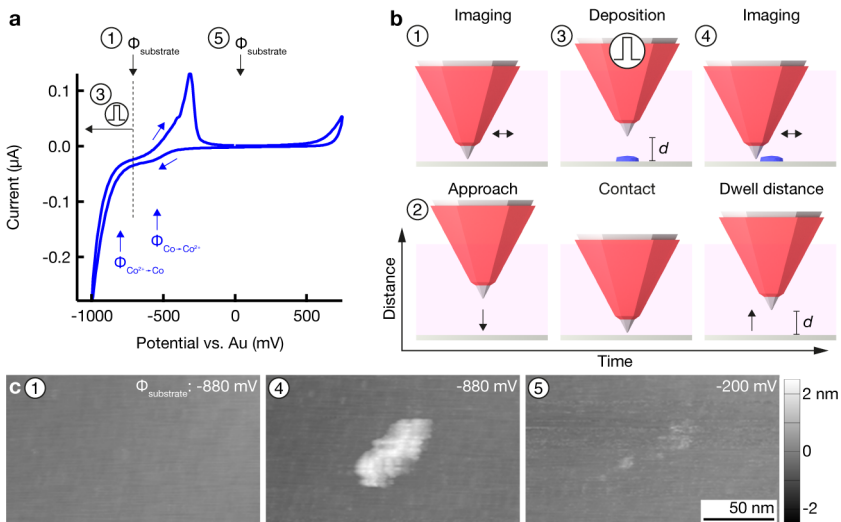 a
① Φsubstrate
⑤ Φsubstrate
③
0.1
0.0
-0.1
-0.2
Current (µA)
ΦCo→Co²⁺
ΦCo²⁺→Co
-1000 -500 0 500
Potential vs. Au (mV)
b
Imaging Deposition Imaging
① ③ ④
d
Approach Contact Dwell distance
②
d
Distance
Time
c ① Φsubstrate: -880 mV
④ -880 mV
⑤ -200 mV
50 nm
2 nm
0
-2